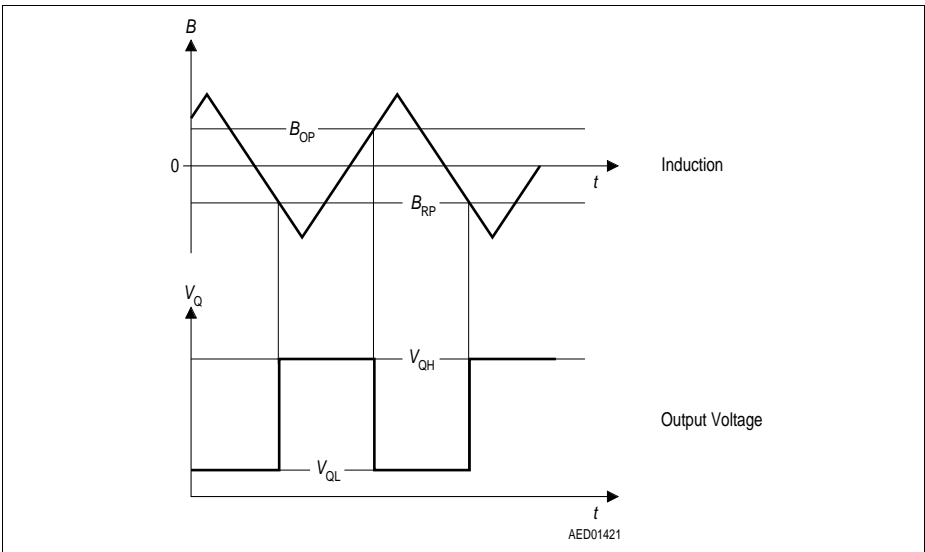 B
B_OP
0
t
Induction
B_RP
V_Q
V_QH
Output Voltage
V_QL
t
AED01421